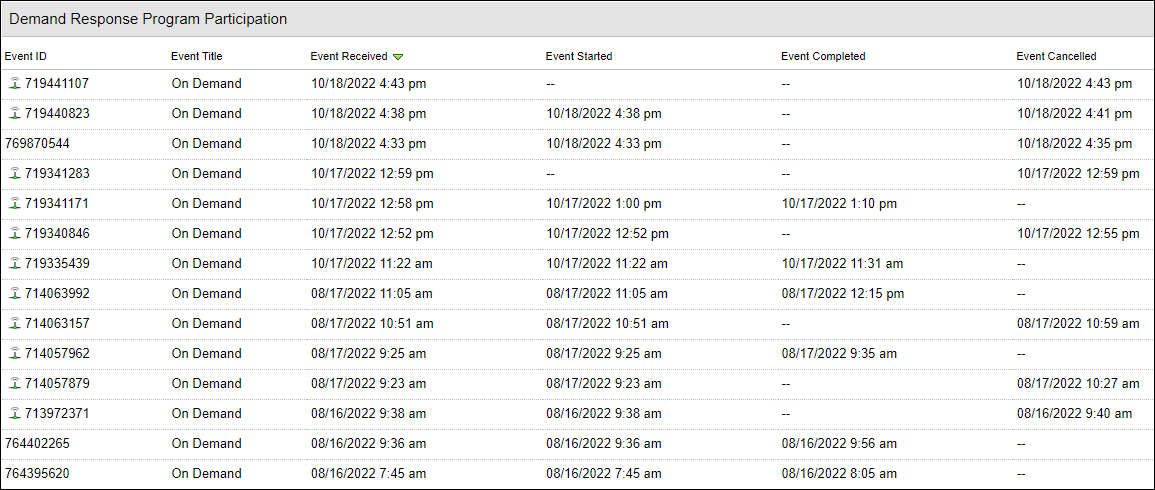 Demand Response Program Participation
Event ID Event Title Event Received Event Started Event Completed Event Cancelled
719441107 On Demand 10/18/2022 4:43 pm -- -- 10/18/2022 4:43 pm
719440823 On Demand 10/18/2022 4:38 pm 10/18/2022 4:38 pm -- 10/18/2022 4:41 pm
769870544 On Demand 10/18/2022 4:33 pm 10/18/2022 4:33 pm -- 10/18/2022 4:35 pm
719341283 On Demand 10/17/2022 12:59 pm -- -- 10/17/2022 12:59 pm
719341171 On Demand 10/17/2022 12:58 pm 10/17/2022 1:00 pm 10/17/2022 1:10 pm --
719340846 On Demand 10/17/2022 12:52 pm 10/17/2022 12:52 pm -- 10/17/2022 12:55 pm
719335439 On Demand 10/17/2022 11:22 am 10/17/2022 11:22 am 10/17/2022 11:31 am --
714063992 On Demand 08/17/2022 11:05 am 08/17/2022 11:05 am 08/17/2022 12:15 pm --
714063157 On Demand 08/17/2022 10:51 am 08/17/2022 10:51 am -- 08/17/2022 10:59 am
714057962 On Demand 08/17/2022 9:25 am 08/17/2022 9:25 am 08/17/2022 9:35 am --
714057879 On Demand 08/17/2022 9:23 am 08/17/2022 9:23 am -- 08/17/2022 10:27 am
713972371 On Demand 08/16/2022 9:38 am 08/16/2022 9:38 am -- 08/16/2022 9:40 am
764402265 On Demand 08/16/2022 9:36 am 08/16/2022 9:36 am 08/16/2022 9:56 am --
764395620 On Demand 08/16/2022 7:45 am 08/16/2022 7:45 am 08/16/2022 8:05 am --